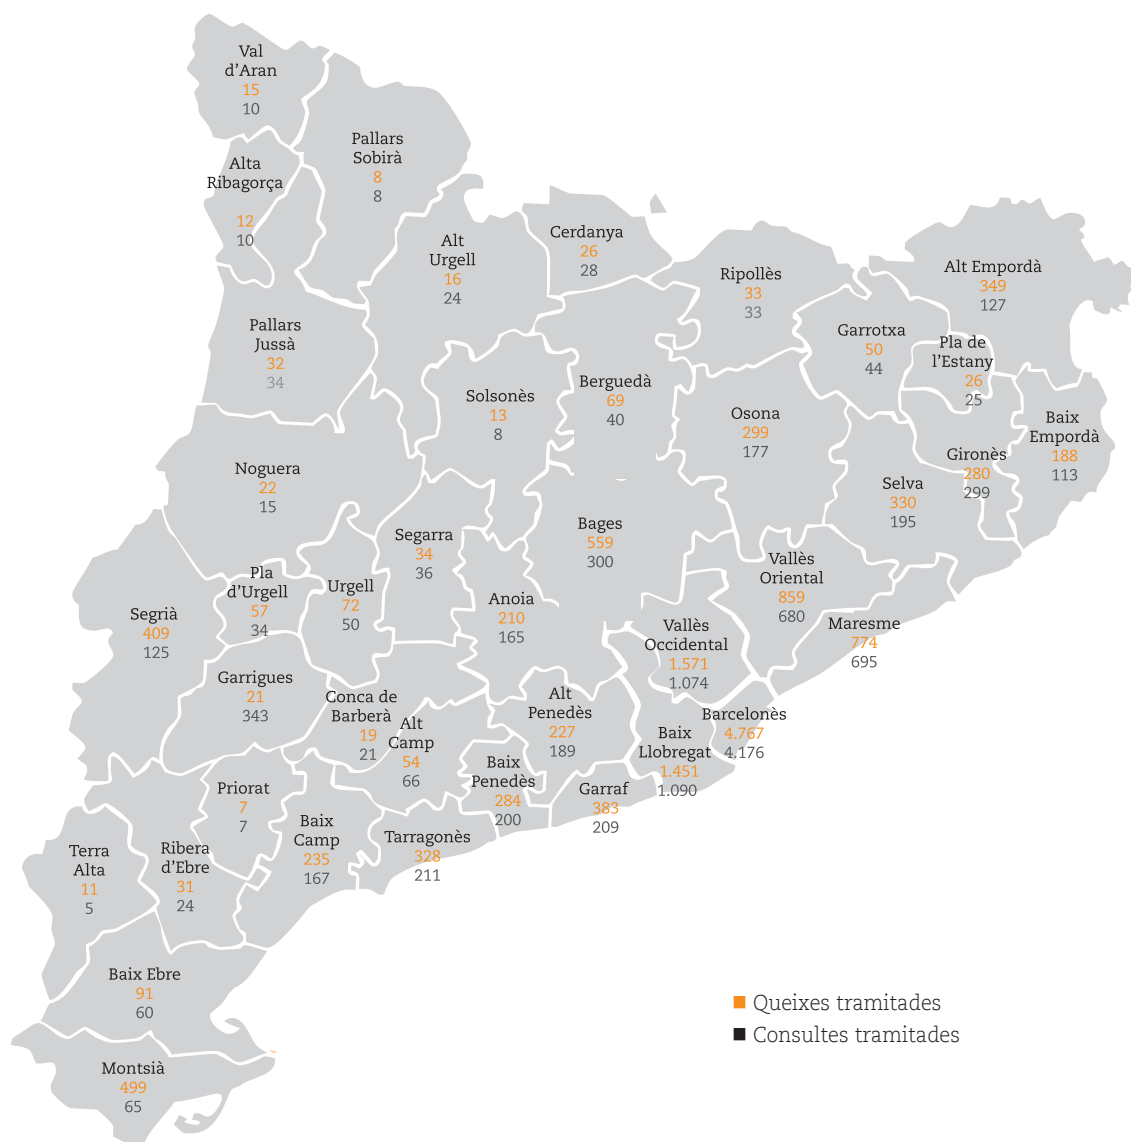 Val
d'Aran
15
10
Pallars
Sobirà
8
8
Alta
Ribagorça
12
10
Alt
Urgell
16
24
Cerdanya
26
28
Ripollès
33
33
Alt Empordà
349
127
Pallars
Jussà
32
34
Garrotxa
50
44
Pla de
l'Estany
26
25
Solsonès
13
8
Berguedà
69
40
Osona
299
177
Baix
Empordà
188
113
Gironès
280
299
Noguera
22
15
Selva
330
195
Segarra
34
36
Bages
559
300
Vallès
Oriental
859
680
Pla
d'Urgell
57
34
Urgell
72
50
Anoia
210
165
Segrià
409
125
Vallès
Occidental
1.571
1.074
Maresme
774
695
Garrigues
21
343
Conca de
Barberà
19
21
Alt
Camp
54
66
Alt
Penedès
227
189
Barcelonès
4.767
4.176
Baix
Llobregat
1.451
1.090
Baix
Penedès
284
200
Garraf
383
209
Priorat
7
7
Baix
Camp
235
167
Tarragonès
328
211
Terra
Alta
11
5
Ribera
d'Ebre
31
24
Baix Ebre
91
60
Montsià
499
65
Queixes tramitades
Consultes tramitades